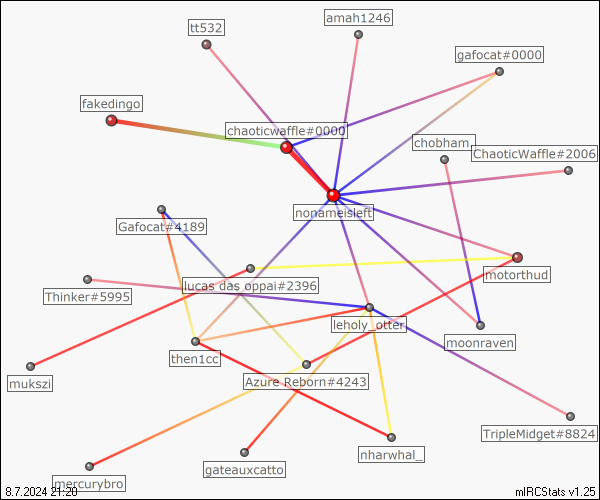 amah1246
tt532
gafocat#0000
fakedingo
chaoticwaffle#0000
chobham_
ChaoticWaffle#2006
nonameisleft
Gafocat#4189
motorthud
lucas das oppai#2396
Thinker#5995
leholy_otter
moonraven
then1cc
mukszi
Azure Reborn#4243
TripleMidget#8824
nharwhal_
gateauxcatto
mercurybro
8.7.2024 21:20
mIRCStats v1.25